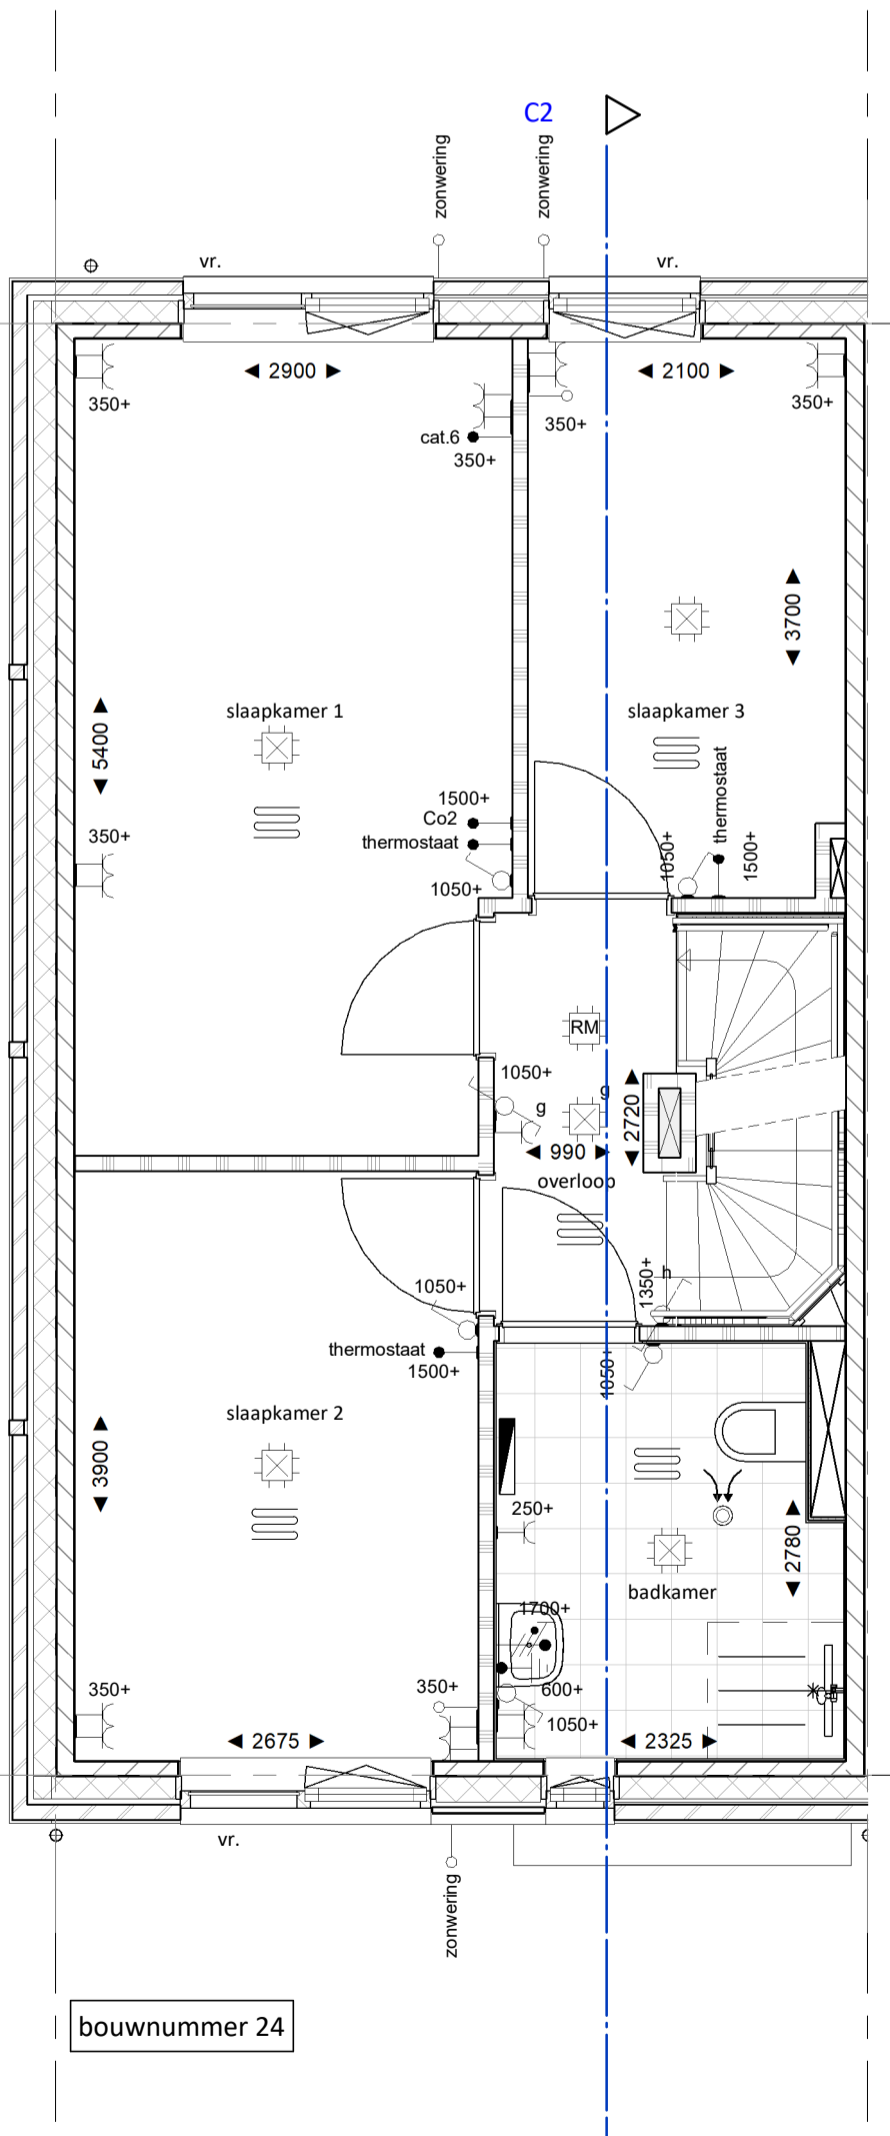 C2
zonwering
zonwering
vr.
vr.
2900
2100
350+
350+
350+
cat.6
350+
3700
slaapkamer 1
slaapkamer 3
5400
thermostaat
1500+
Co2
350+
thermostaat
1050+
1500+
1050+
RM
1050+
g
g
2720
990
overloop
h
1350+
1050+
thermostaat
1500+
1050+
slaapkamer 2
3900
250+
2780
badkamer
1700+
350+
350+
600+
1050+
2675
2325
vr.
zonwering
bouwnummer 24